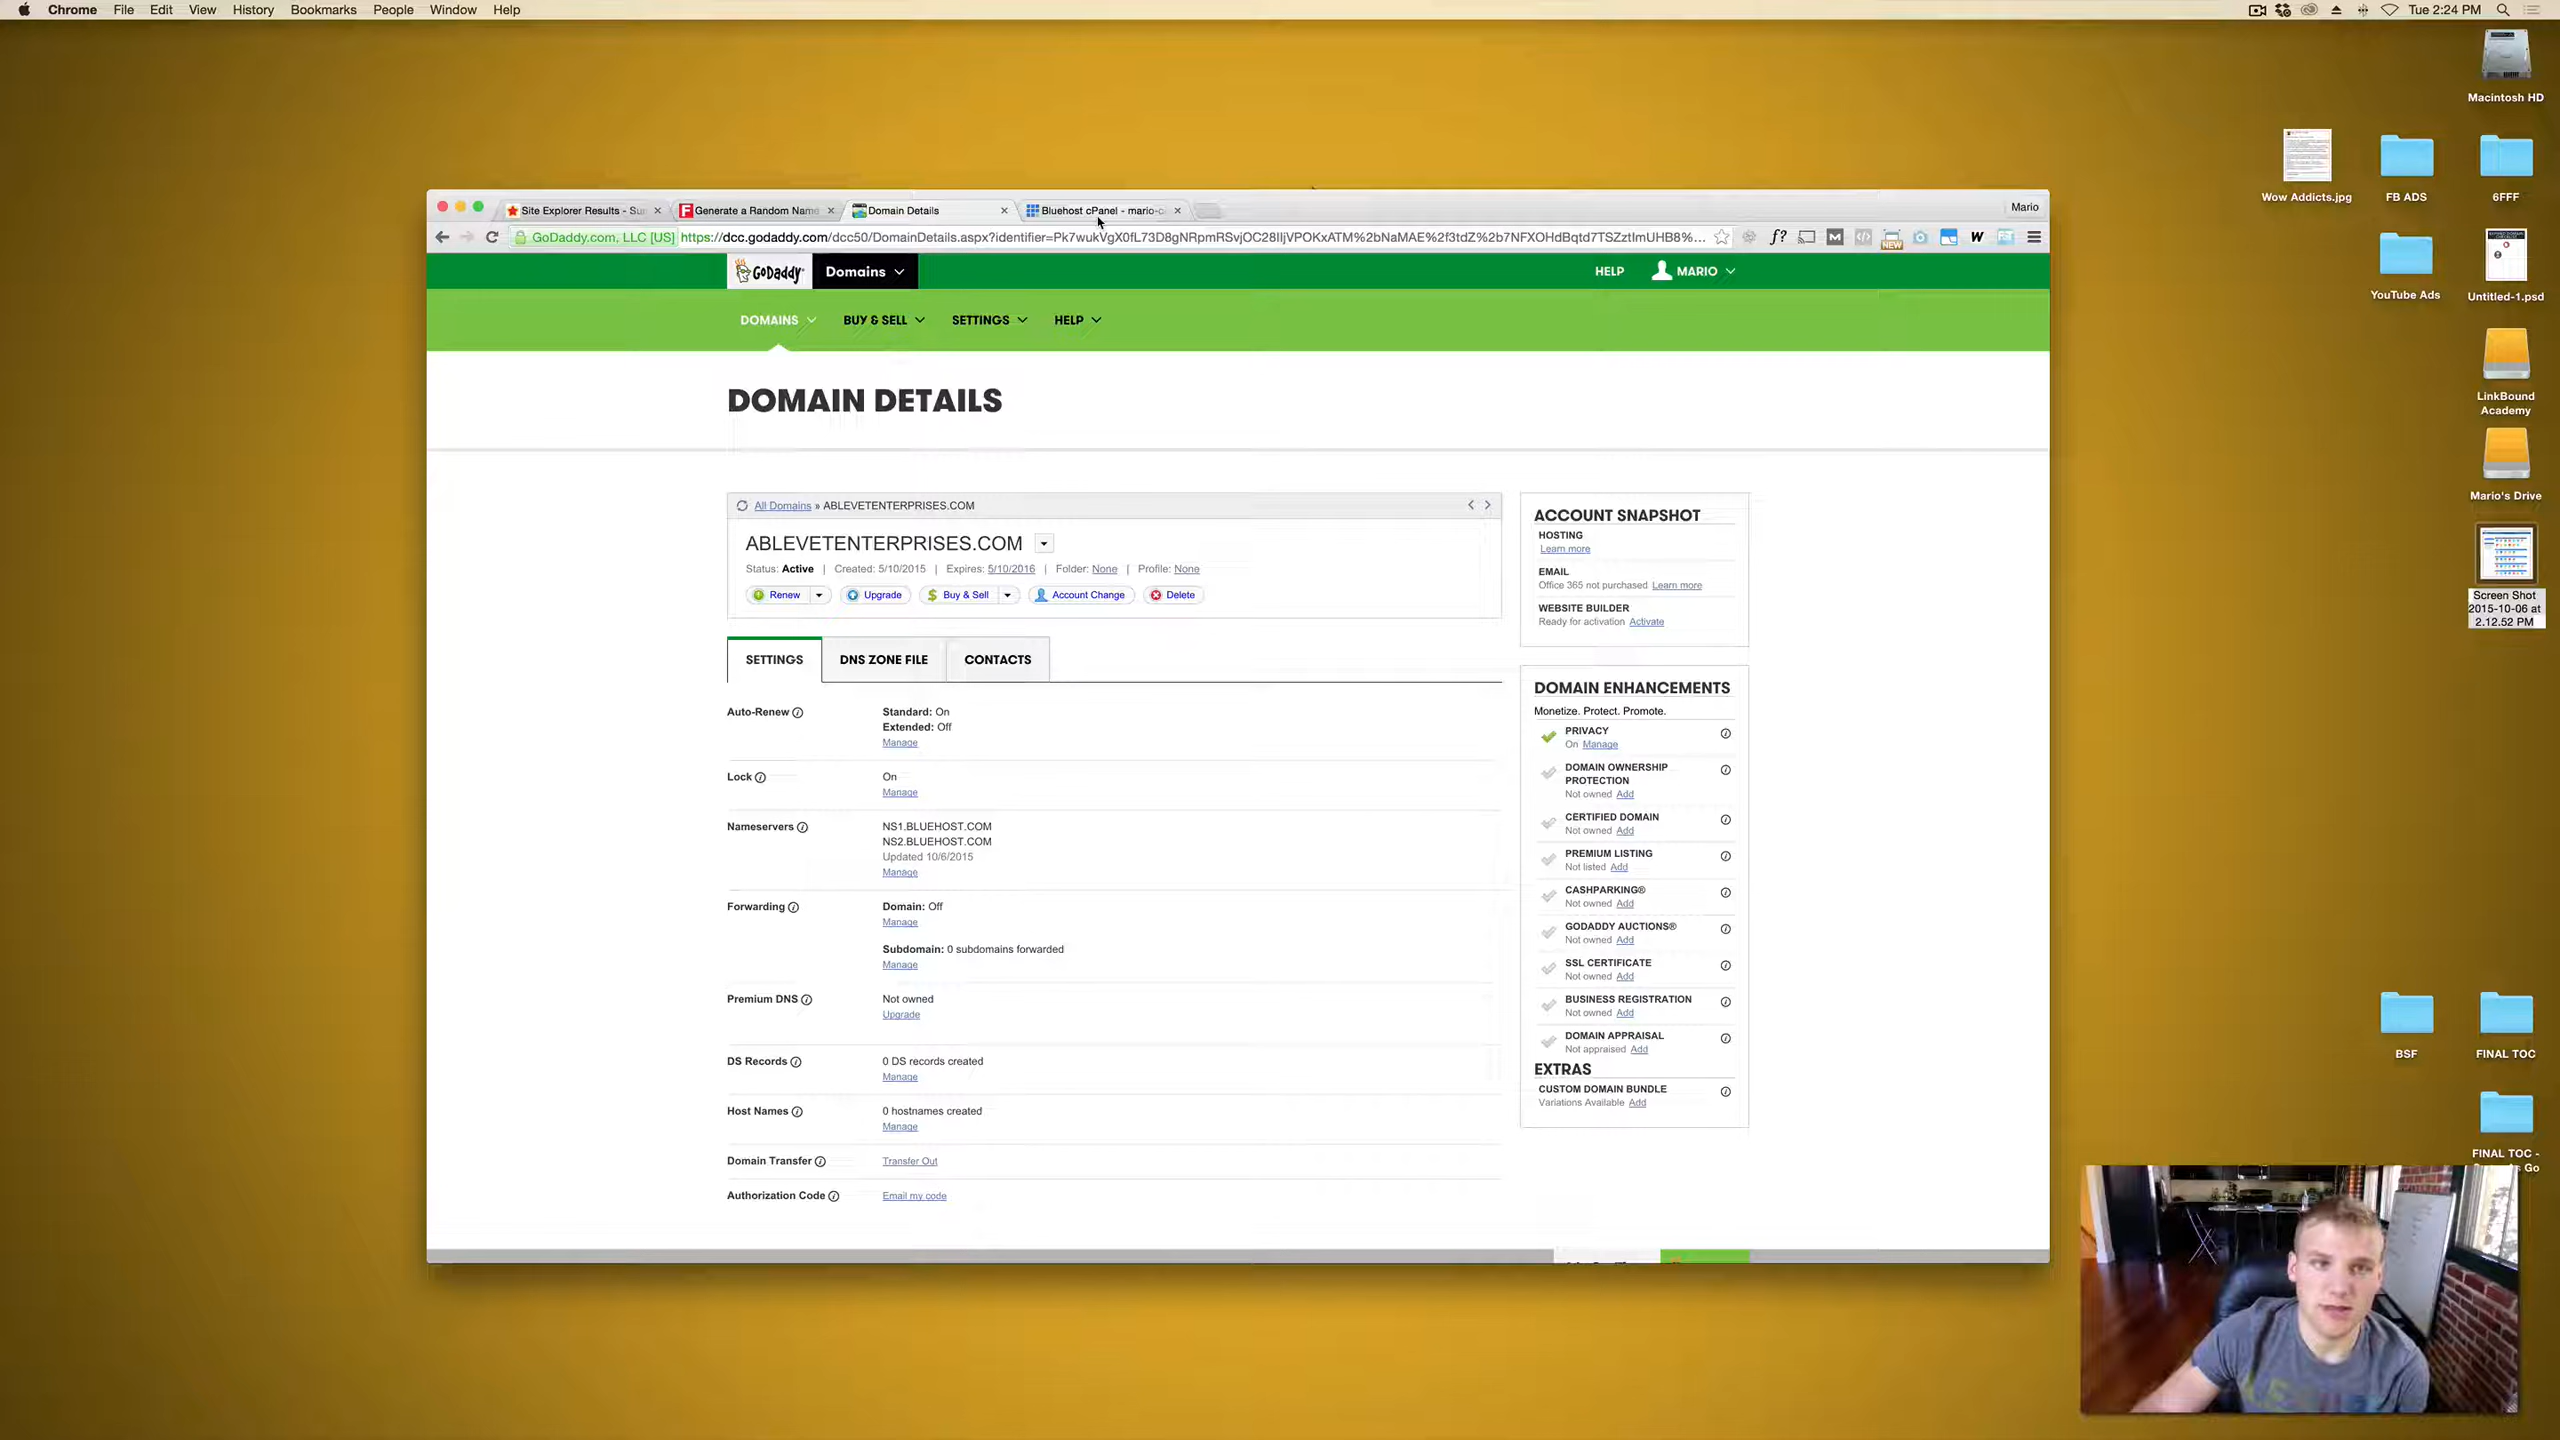 Chrome File Edit View History Bookmarks People Window Help
Tue 2:24 PM
Macintosh HD
Wow Addicts.jpg
FB ADS
6FFF
YouTube Ads
Untitled-1.psd
LinkBound
Academy
Mario's Drive
Screen Shot
2015-10-06 at
2.12.52 PM
BSF
FINAL TOC
FINAL TOC -
Go
Site Explorer Results - Su
Generate a Random Name
Domain Details
Bluehost cPanel - mario-c
Mario
GoDaddy.com, LLC [US]
NEW
GoDaddy
Domains
HELP
MARIO
DOMAINS
BUY & SELL
SETTINGS
HELP
DOMAIN DETAILS
All Domains » ABLEVETENTERPRISES.COM
ABLEVETENTERPRISES.COM
Status: Active | Created: 5/10/2015 | Expires: 5/10/2016 | Folder: None | Profile: None
Renew
Upgrade
Buy & Sell
Account Change
Delete
SETTINGS
DNS ZONE FILE
CONTACTS
Auto-Renew
Standard: On
Extended: Off
Manage
Lock
On
Manage
Nameservers
NS1.BLUEHOST.COM
NS2.BLUEHOST.COM
Updated 10/6/2015
Manage
Forwarding
Domain: Off
Manage
Subdomain: 0 subdomains forwarded
Manage
Premium DNS
Not owned
Upgrade
DS Records
0 DS records created
Manage
Host Names
0 hostnames created
Manage
Domain Transfer
Transfer Out
Authorization Code
Email my code
ACCOUNT SNAPSHOT
HOSTING
Learn more
EMAIL
Office 365 not purchased Learn more
WEBSITE BUILDER
Ready for activation Activate
DOMAIN ENHANCEMENTS
Monetize. Protect. Promote.
PRIVACY
On Manage
DOMAIN OWNERSHIP
PROTECTION
Not owned Add
CERTIFIED DOMAIN
Not owned Add
PREMIUM LISTING
Not listed Add
CASHPARKING®
Not owned Add
GODADDY AUCTIONS®
Not owned Add
SSL CERTIFICATE
Not owned Add
BUSINESS REGISTRATION
Not owned Add
DOMAIN APPRAISAL
Not appraised Add
EXTRAS
CUSTOM DOMAIN BUNDLE
Variations Available Add